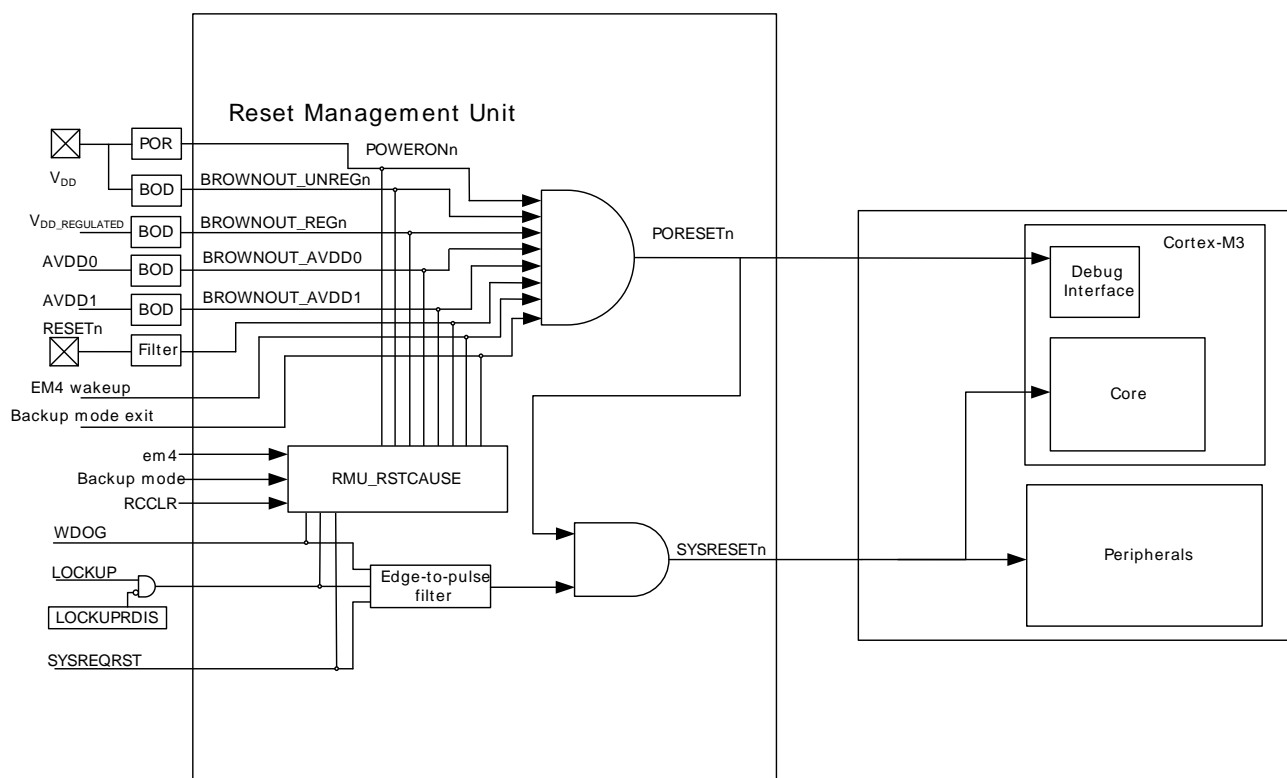 Reset Management Unit
POR
POWERONn
VDD
BOD
BROWNOUT_UNREGn
VDD_REGULATED
BOD
BROWNOUT_REGn
AVDD0
BOD
BROWNOUT_AVDD0
AVDD1
BOD
BROWNOUT_AVDD1
RESETn
Filter
EM4 wakeup
Backup mode exit
em4
Backup mode
RCCLR
RMU_RSTCAUSE
WDOG
LOCKUP
LOCKUPRDIS
Edge-to-pulse
filter
SYSREQRST
PORESETn
SYSRESETn
Cortex-M3
Debug
Interface
Core
Peripherals